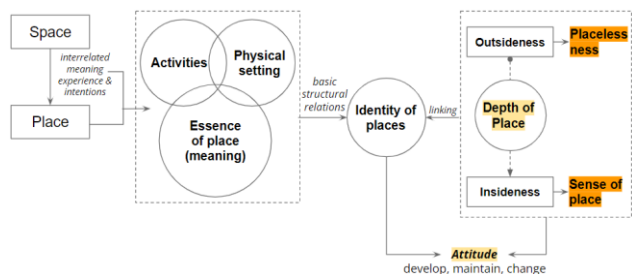 Space
interrelated
meaning
experience &
intentions
Place
Activities
Physical
setting
Essence
of place
(meaning)
basic
structural
relations
Identity of
places
linking
Outsideness
Placeless
ness
Depth of
Place
Insideness
Sense of
place
Attitude
develop, maintain, change